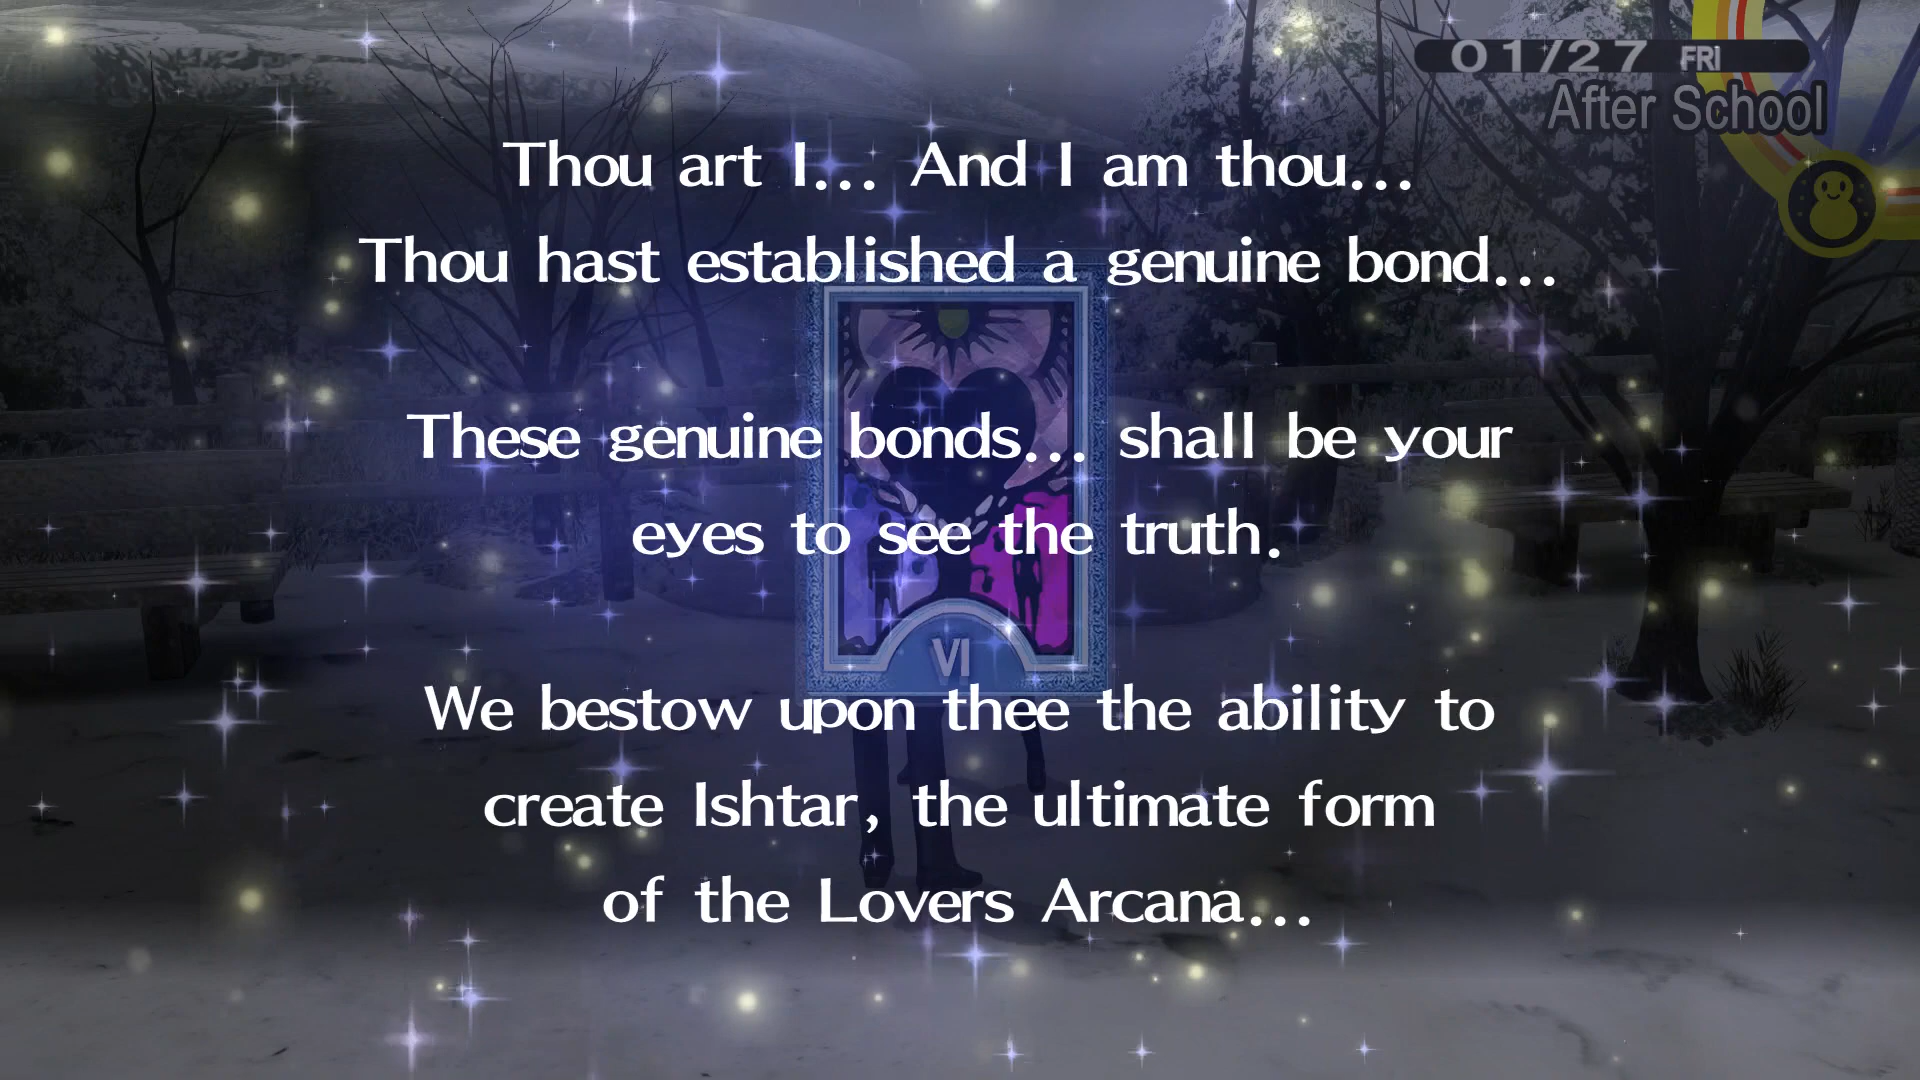 01/27 FRI
After School
Thou art I... And I am thou...
Thou hast established a genuine bond...
These genuine bonds... shall be your
eyes to see the truth.
VI
We bestow upon thee the ability to
create Ishtar, the ultimate form
of the Lovers Arcana...